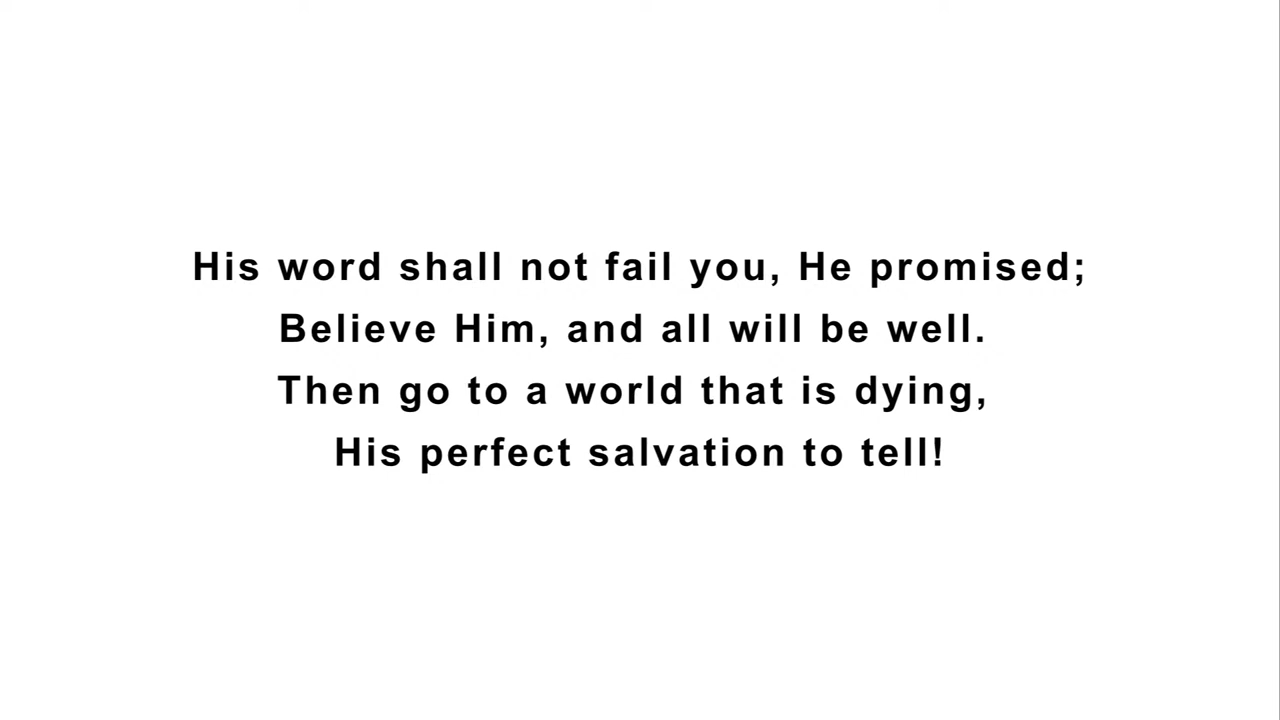 His word shall not fail you, He promised;
Believe Him, and all will be well.
Then go to a world that is dying,
His perfect salvation to tell!